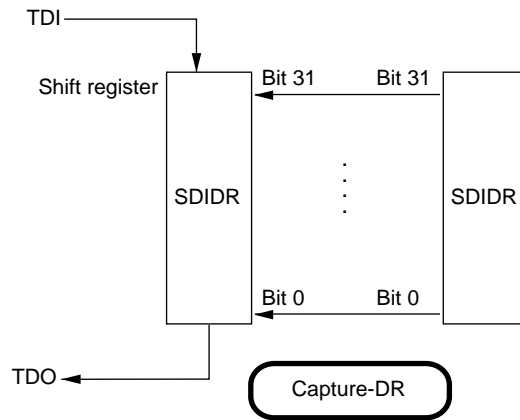 TDI
Shift register
Bit 31 Bit 31
SDIDR
SDIDR
Bit 0 Bit 0
TDO
Capture-DR